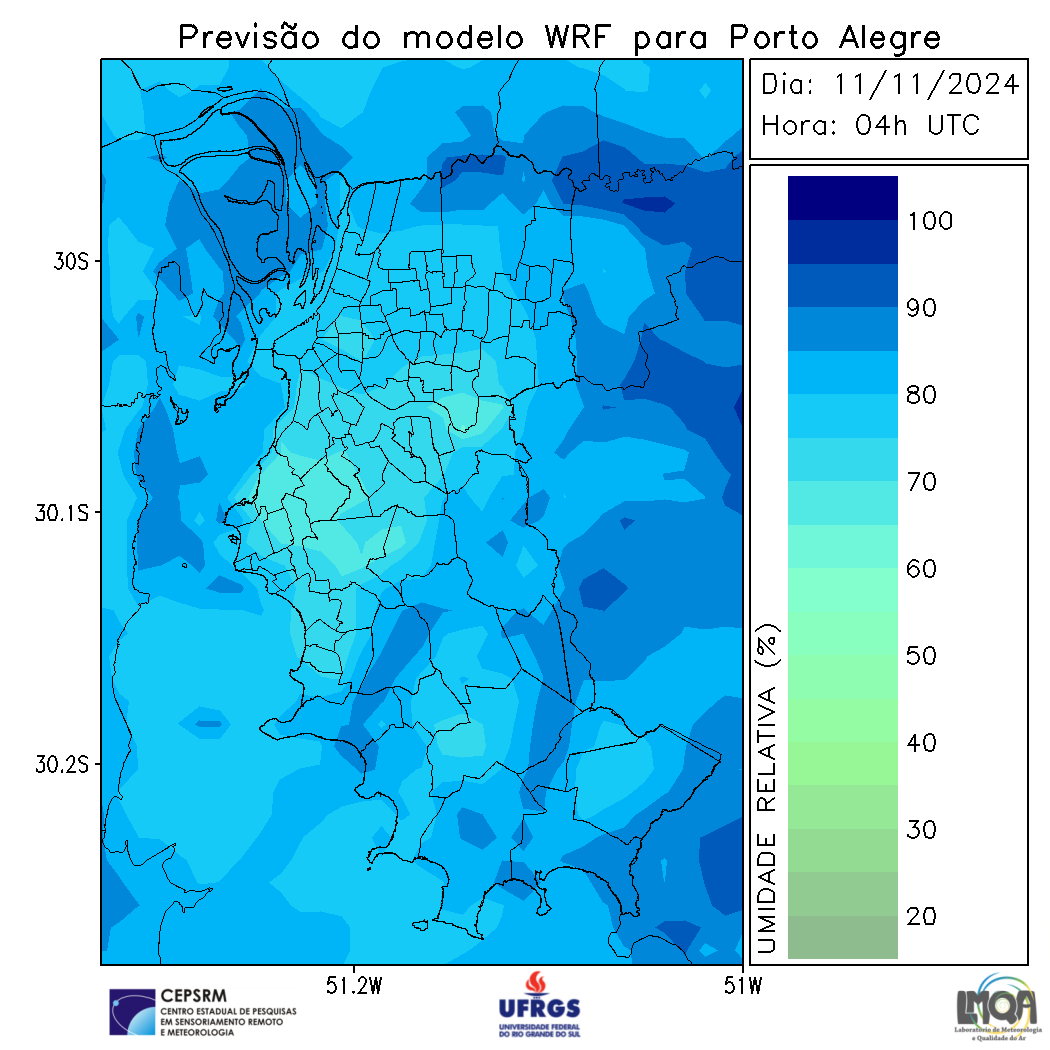 Previsão do modelo WRF para Porto Alegre
Dia: 11/11/2024
Hora: 04h UTC
30S
30.1S
30.2S
51.2W
51W
100
90
80
70
60
50
40
30
20
UMIDADE RELATIVA (%)
CEPSRM
CENTRO ESTADUAL DE PESQUISAS
EM SENSORIAMENTO REMOTO
E METEOROLOGIA
UFRGS
UNIVERSIDADE FEDERAL
DO RIO GRANDE DO SUL
LMQA
Laboratório de Meteorologia
e Qualidade do Ar